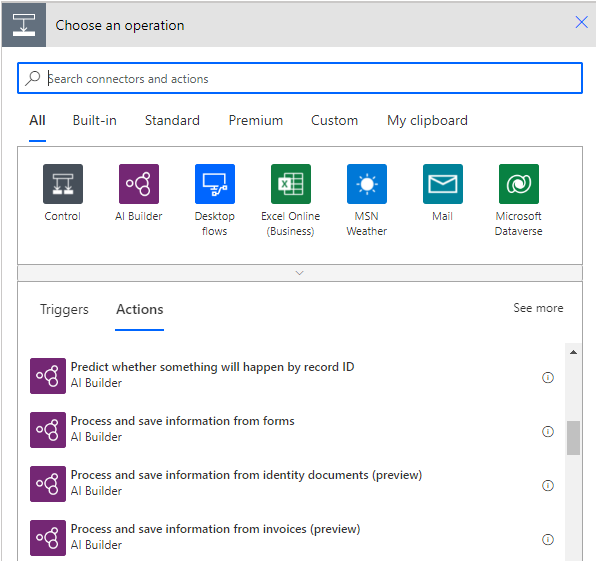 Choose an operation
Search connectors and actions
All Built-in Standard Premium Custom My clipboard
Control AI Builder Desktop flows Excel Online (Business) MSN Weather Mail Microsoft Dataverse
Triggers Actions See more
Predict whether something will happen by record ID
AI Builder
Process and save information from forms
AI Builder
Process and save information from identity documents (preview)
AI Builder
Process and save information from invoices (preview)
AI Builder